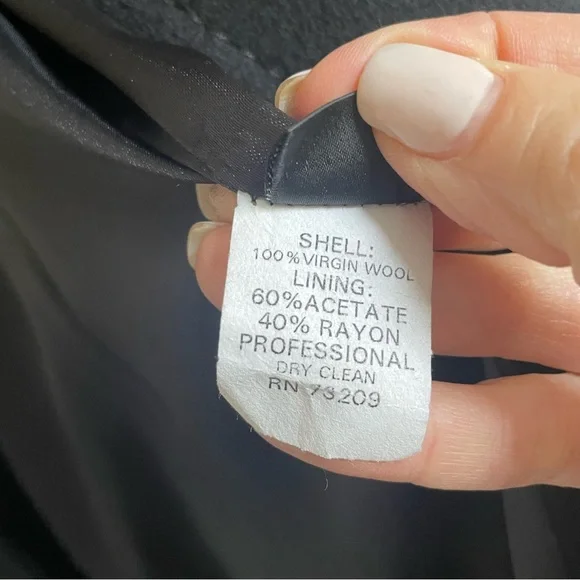 SHELL:
100% VIRGIN WOOL
LINING:
60% ACETATE
40% RAYON
PROFESSIONAL
DRY CLEAN
RN 73209